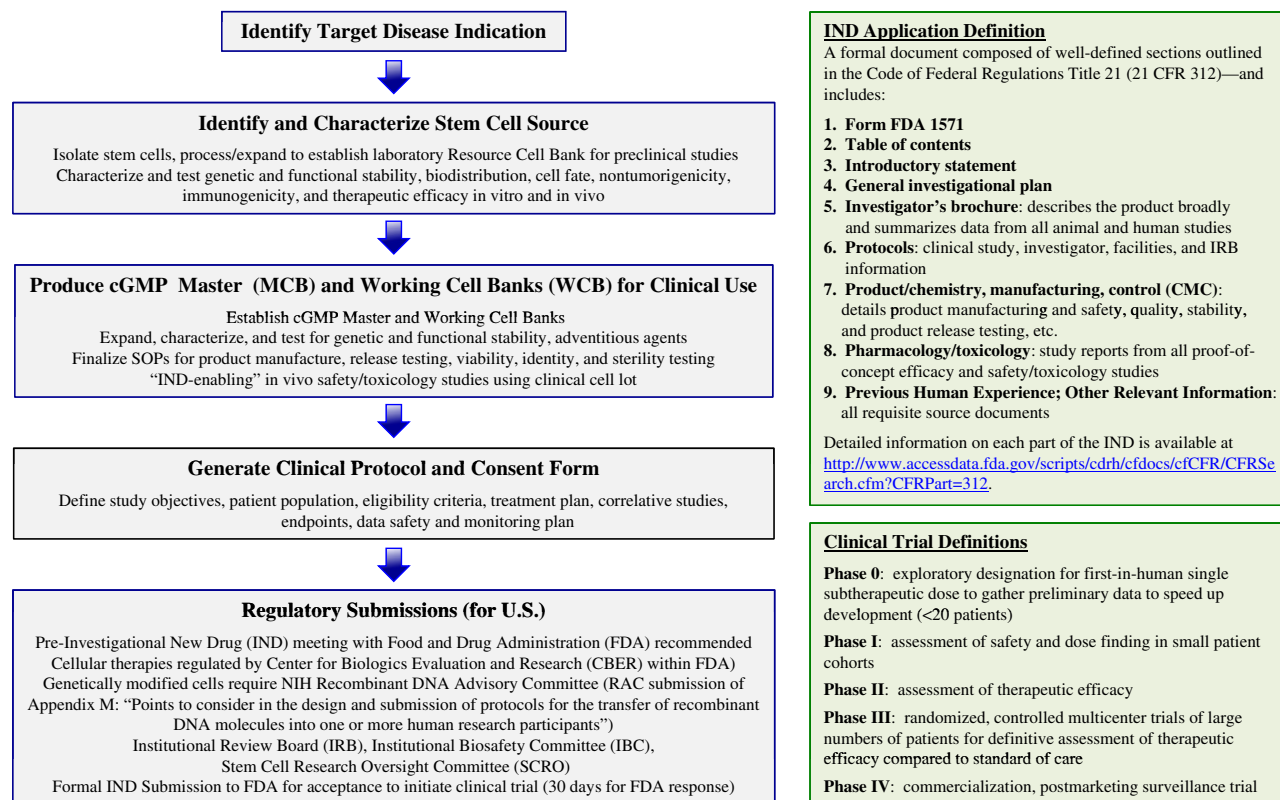 Identify Target Disease Indication
Identify and Characterize Stem Cell Source
Isolate stem cells, process/expand to establish laboratory Resource Cell Bank for preclinical studies
Characterize and test genetic and functional stability, biodistribution, cell fate, nontumorigenicity,
immunogenicity, and therapeutic efficacy in vitro and in vivo
Produce cGMP Master (MCB) and Working Cell Banks (WCB) for Clinical Use
Establish cGMP Master and Working Cell Banks
Expand, characterize, and test for genetic and functional stability, adventitious agents
Finalize SOPs for product manufacture, release testing, viability, identity, and sterility testing
“IND-enabling” in vivo safety/toxicology studies using clinical cell lot
Generate Clinical Protocol and Consent Form
Define study objectives, patient population, eligibility criteria, treatment plan, correlative studies,
endpoints, data safety and monitoring plan
Regulatory Submissions (for U.S.)
Pre-Investigational New Drug (IND) meeting with Food and Drug Administration (FDA) recommended
Cellular therapies regulated by Center for Biologics Evaluation and Research (CBER) within FDA)
Genetically modified cells require NIH Recombinant DNA Advisory Committee (RAC submission of
Appendix M: “Points to consider in the design and submission of protocols for the transfer of recombinant
DNA molecules into one or more human research participants”)
Institutional Review Board (IRB), Institutional Biosafety Committee (IBC),
Stem Cell Research Oversight Committee (SCRO)
Formal IND Submission to FDA for acceptance to initiate clinical trial (30 days for FDA response)
IND Application Definition
A formal document composed of well-defined sections outlined
in the Code of Federal Regulations Title 21 (21 CFR 312)—and
includes:
1. Form FDA 1571
2. Table of contents
3. Introductory statement
4. General investigational plan
5. Investigator’s brochure: describes the product broadly
and summarizes data from all animal and human studies
6. Protocols: clinical study, investigator, facilities, and IRB
information
7. Product/chemistry, manufacturing, control (CMC):
details product manufacturing and safety, quality, stability,
and product release testing, etc.
8. Pharmacology/toxicology: study reports from all proof-of-
concept efficacy and safety/toxicology studies
9. Previous Human Experience; Other Relevant Information:
all requisite source documents
Detailed information on each part of the IND is available at
http://www.accessdata.fda.gov/scripts/cdrh/cfdocs/cfCFR/CFRSe
arch.cfm?CFRPart=312.
Clinical Trial Definitions
Phase 0: exploratory designation for first-in-human single
subtherapeutic dose to gather preliminary data to speed up
development (<20 patients)
Phase I: assessment of safety and dose finding in small patient
cohorts
Phase II: assessment of therapeutic efficacy
Phase III: randomized, controlled multicenter trials of large
numbers of patients for definitive assessment of therapeutic
efficacy compared to standard of care
Phase IV: commercialization, postmarketing surveillance trial